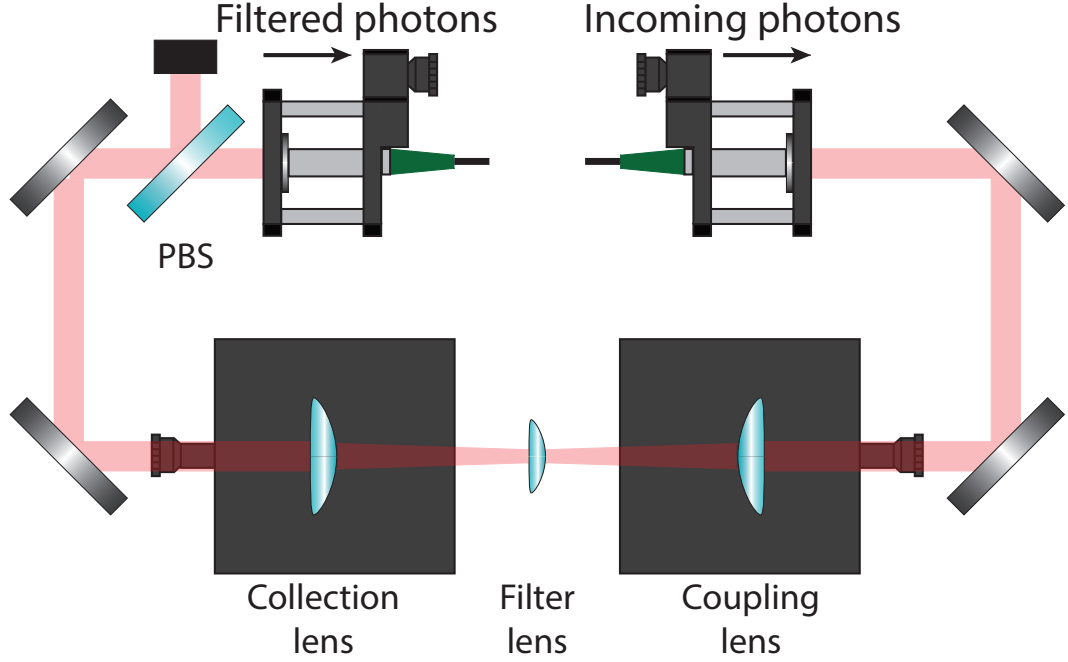 Filtered photons
Incoming photons
PBS
Collection
lens
Filter
lens
Coupling
lens